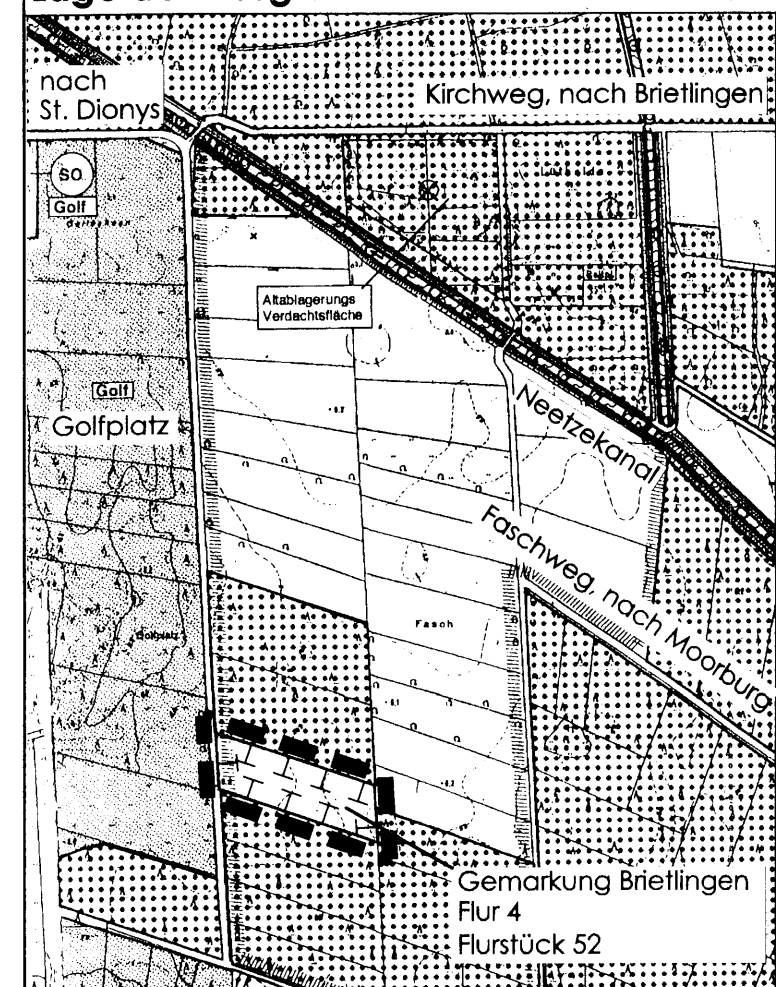 nach
St. Dionys
Kirchweg, nach Brietlingen
SO
Golf
Altablagerungs
Verdachtsfläche
Golf
Golfplatz
Neetzekanal
Faschweg, nach Moorburg
Fasch
Golfplatz
Gemarkung Brietlingen
Flur 4
Flurstück 52